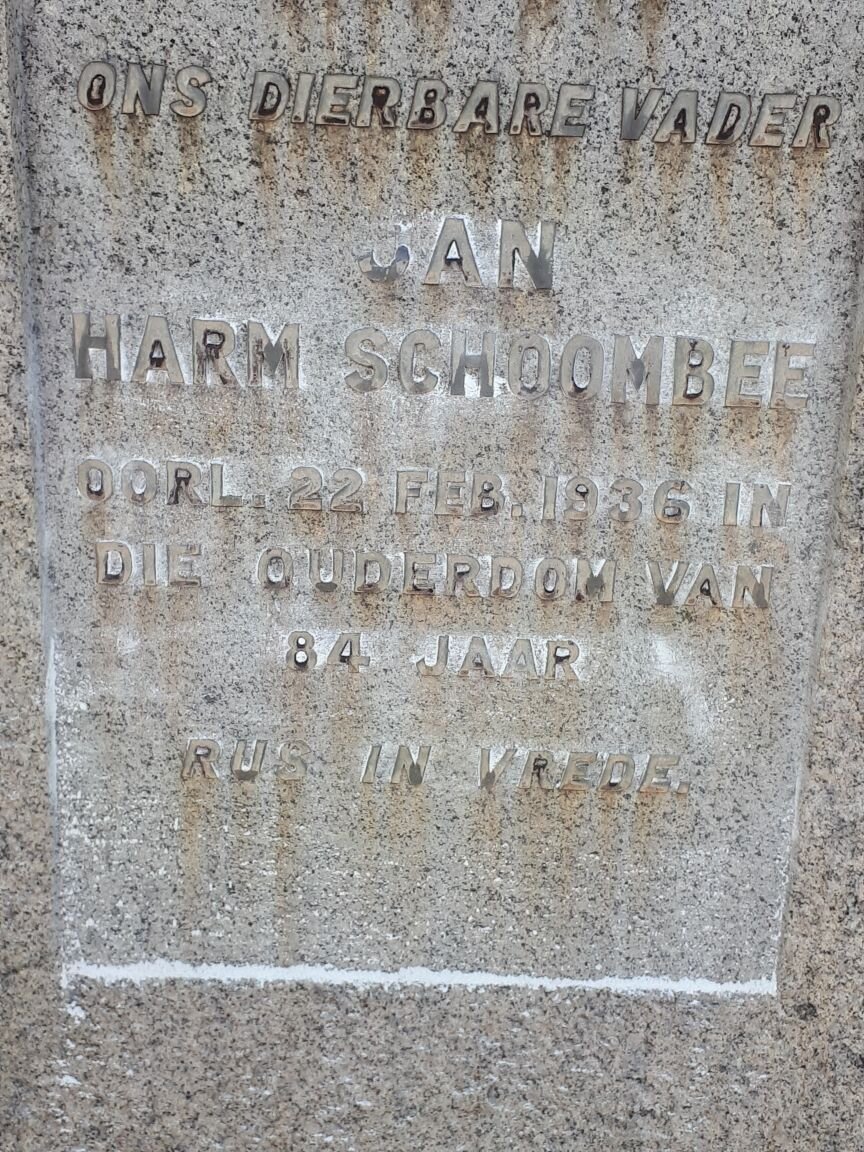 ONS DIERBARE VADER
JAN
HARM SCHOOMBEE
OORL. 22 FEB. 1936 IN
DIE OUDERDOM VAN
84 JAAR
RUS IN VREDE.